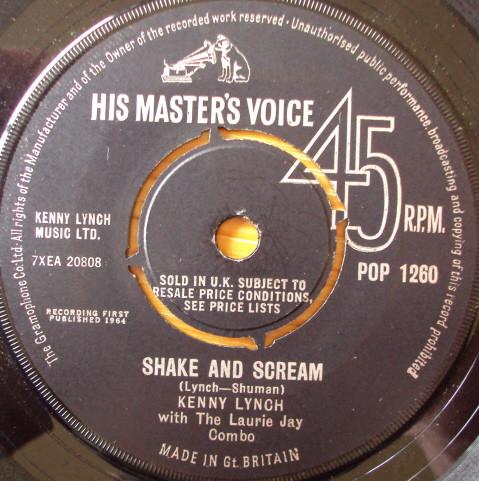 The Gramophone Co Ltd. All rights of the Manufacturer and of the Owner of the recorded work reserved · Unauthorised public performance, broadcasting and copying of this record prohibited
HIS MASTER'S VOICE
45 R.P.M.
KENNY LYNCH
MUSIC LTD.
7XEA 20808
POP 1260
SOLD IN U.K. SUBJECT TO
RESALE PRICE CONDITIONS,
SEE PRICE LISTS
RECORDING FIRST
PUBLISHED 1964
SHAKE AND SCREAM
(Lynch—Shuman)
KENNY LYNCH
with The Laurie Jay
Combo
MADE IN Gt. BRITAIN